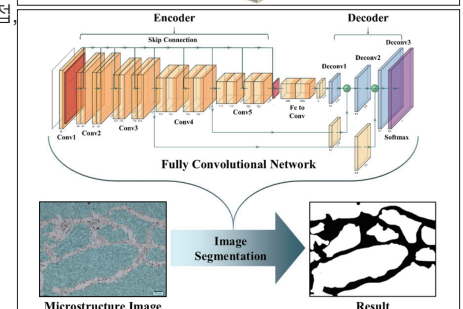 Encoder
Decoder
Skip Connection
Deconv3
Deconv2
Deconv1
Conv5
Fc to
Conv
Conv4
Conv3
Conv2
Conv1
Softmax
Fully Convolutional Network
Image
Segmentation
Microstructure Image
Result